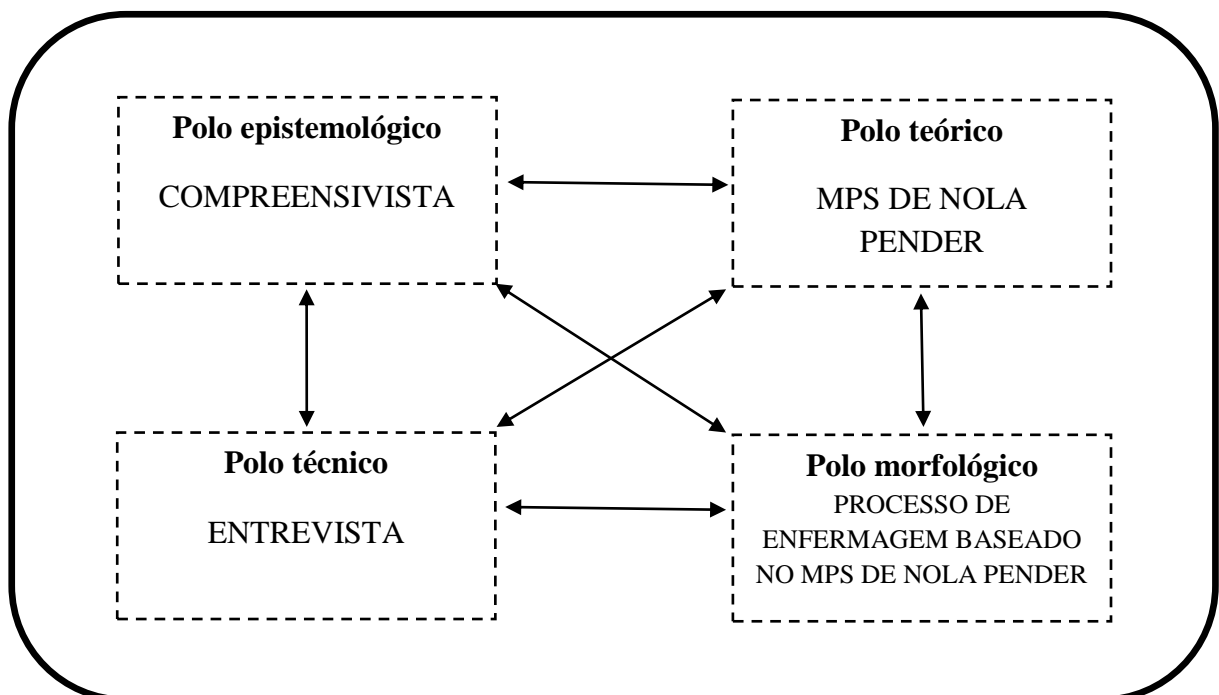 Polo epistemológico
COMPREENSIVISTA
Polo teórico
MPS DE NOLA
PENDER
Polo técnico
ENTREVISTA
Polo morfológico
PROCESSO DE
ENFERMAGEM BASEADO
NO MPS DE NOLA PENDER